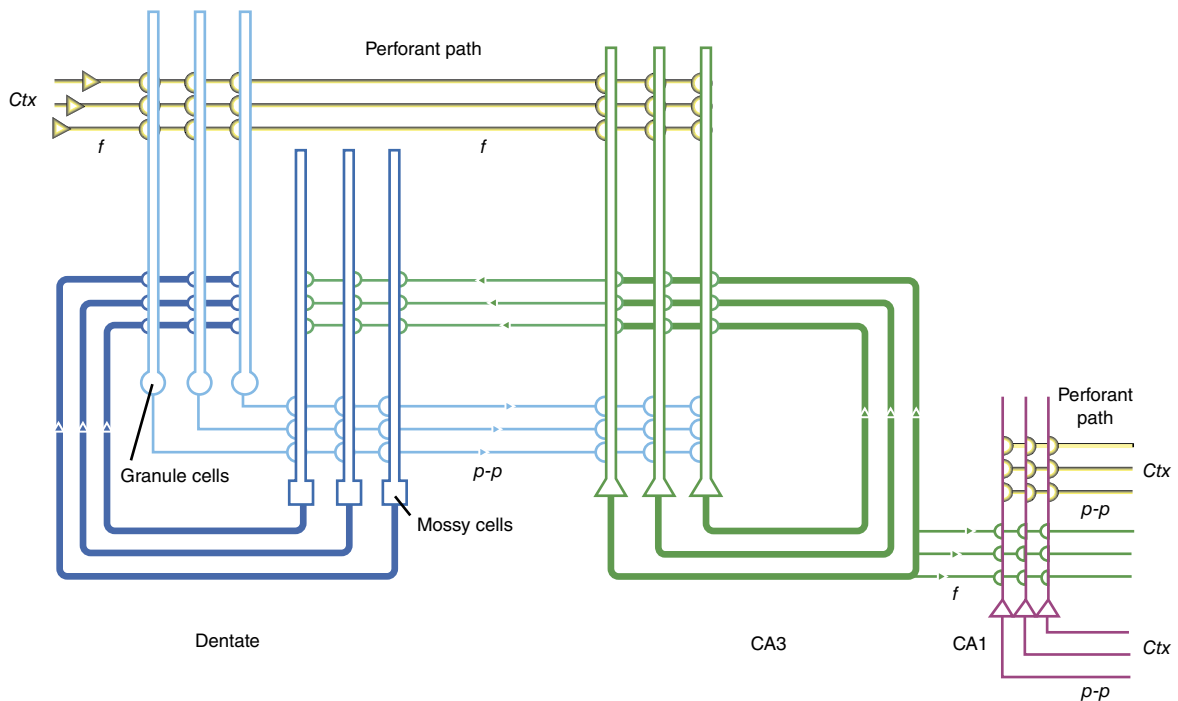 Perforant path
Ctx
f
f
Granule cells
p-p
Mossy cells
Perforant
path
Ctx
p-p
f
Dentate
CA3
CA1
Ctx
p-p